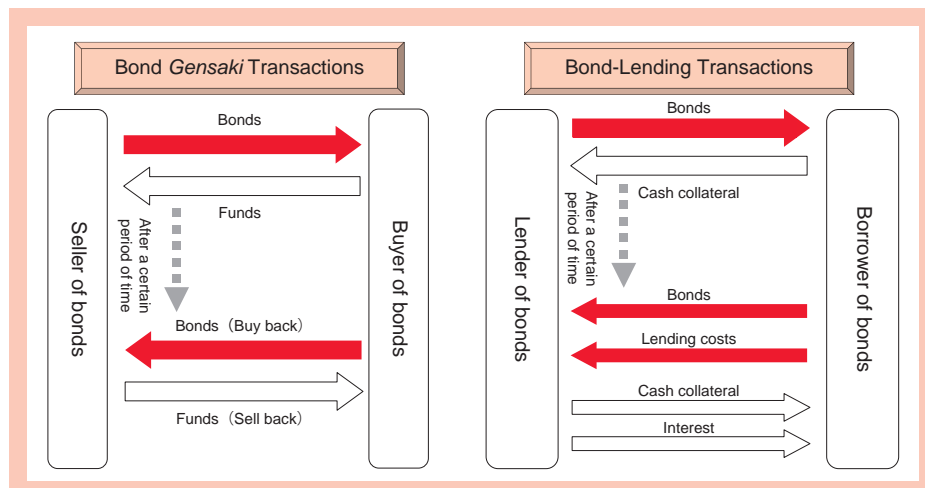 Bond Gensaki Transactions
Seller of bonds
Bonds
Funds
After a certain
period of time
Bonds（Buy back）
Funds（Sell back）
Buyer of bonds
Bond-Lending Transactions
Lender of bonds
Bonds
Cash collateral
After a certain
period of time
Bonds
Lending costs
Cash collateral
Interest
Borrower of bonds